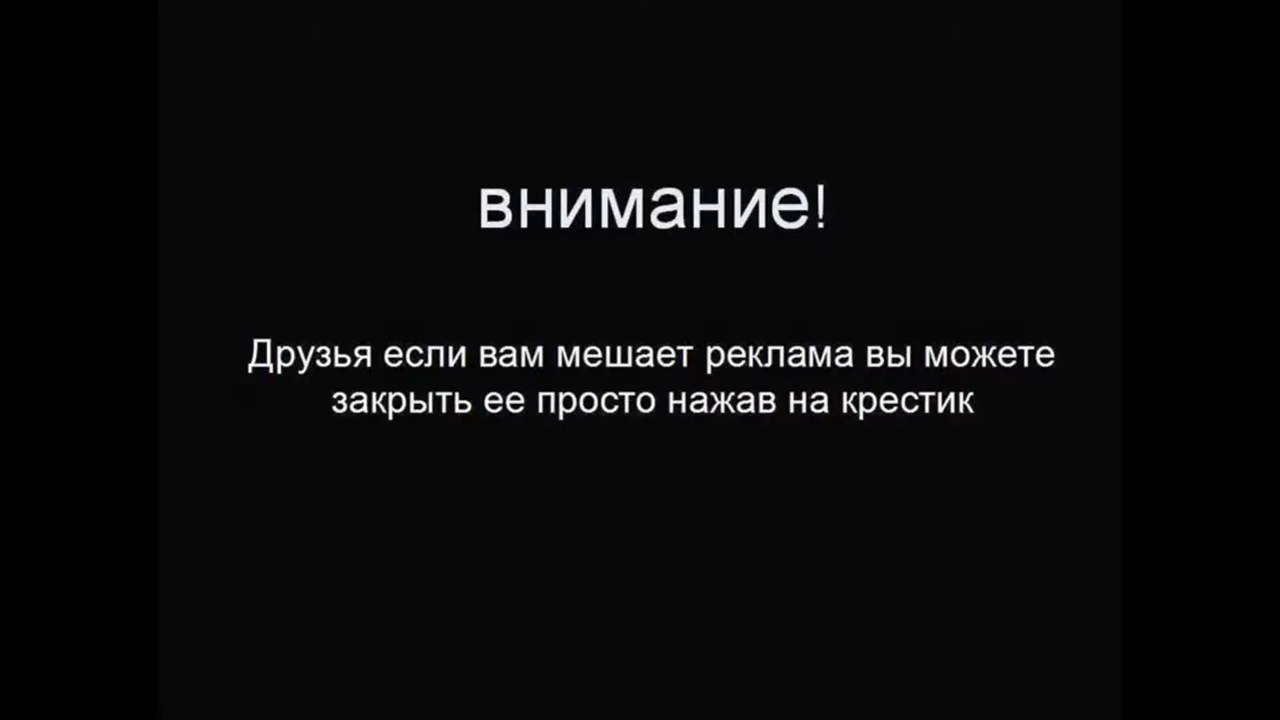 внимание!
Друзья если вам мешает реклама вы можете
закрыть ее просто нажав на крестик